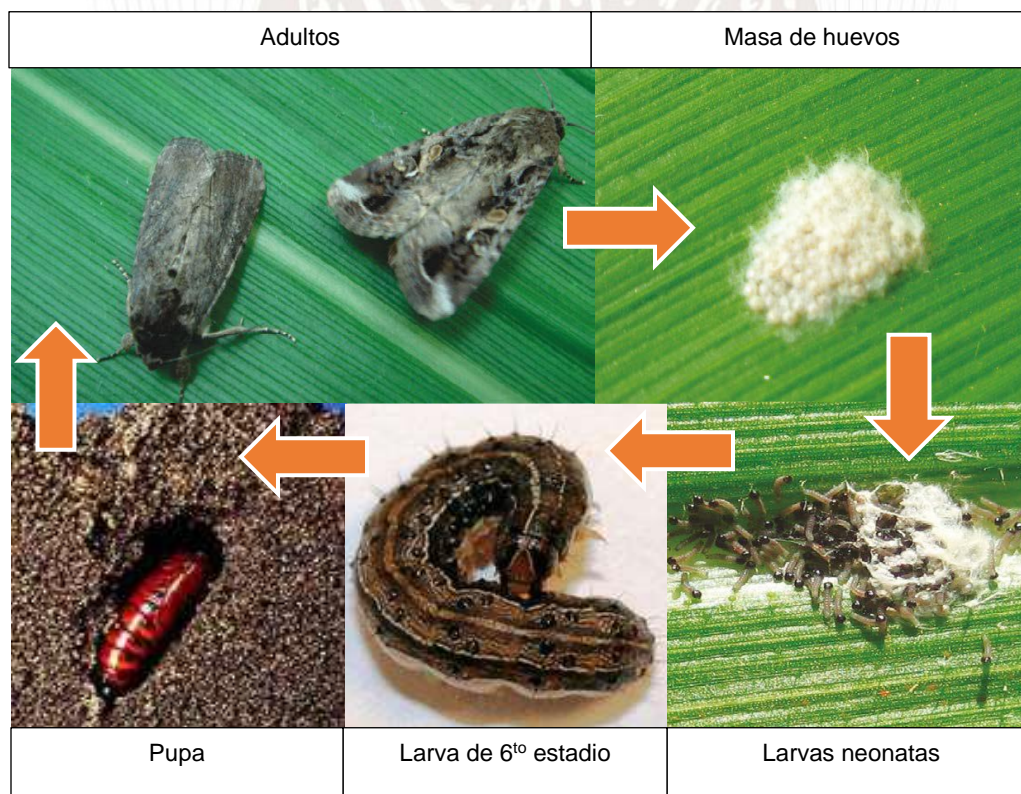 Adultos
Masa de huevos
Pupa
Larva de 6to estadio
Larvas neonatas